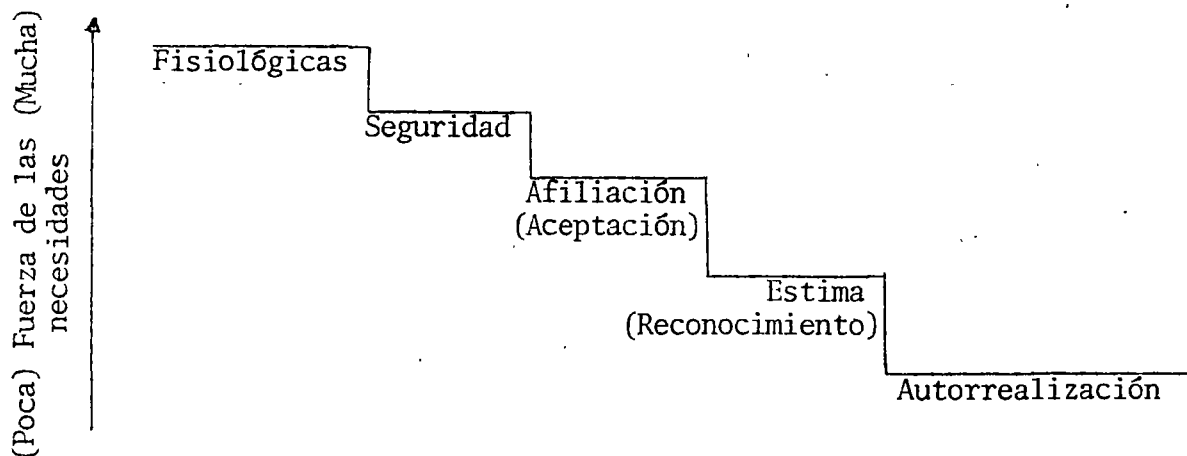 (Poca) Fuerza de las (Mucha)
necesidades
Fisiológicas
Seguridad
Afiliación
(Aceptación)
Estima
(Reconocimiento)
Autorrealización